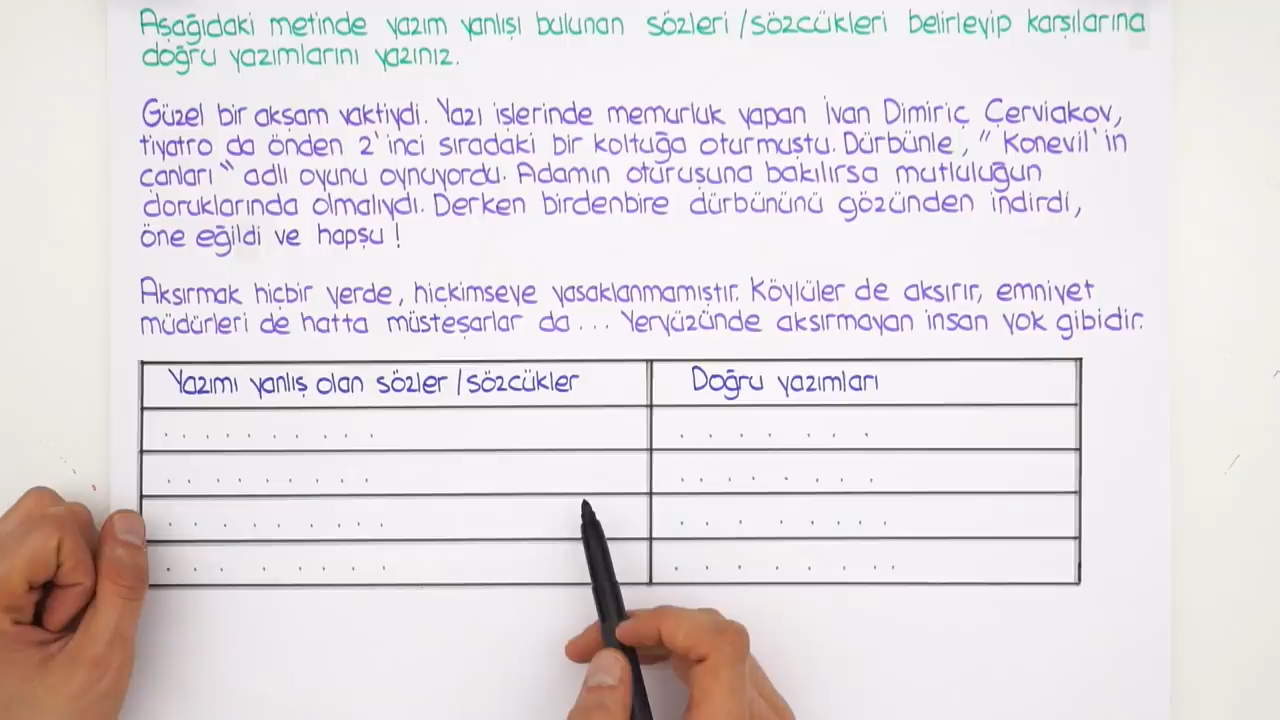 Aşağıdaki metinde yazım yanlışı bulunan sözleri / sözcükleri belirleyip karşılarına
doğru yazımlarını yazınız.
Güzel bir akşam vaktiydi. Yazı işlerinde memurluk yapan İvan Dimiriç Çerviakov,
tiyatro da önden 2'inci sıradaki bir koltuğa oturmuştu. Dürbünle, "Konevil'in
çanları" adlı oyunu oynuyordu. Adamın oturuşuna bakılırsa mutluluğun
doruklarında olmalıydı. Derken birdenbire dürbününü gözünden indirdi,
öne eğildi ve hapşu!
Aksırmak hiçbir yerde, hiçkimseye yasaklanmamıştır. Köylüler de aksırır, emniyet
müdürleri de hatta müsteşarlar da... Yeryüzünde aksırmayan insan yok gibidir.
Yazımı yanlış olan sözler / sözcükler Doğru yazımları